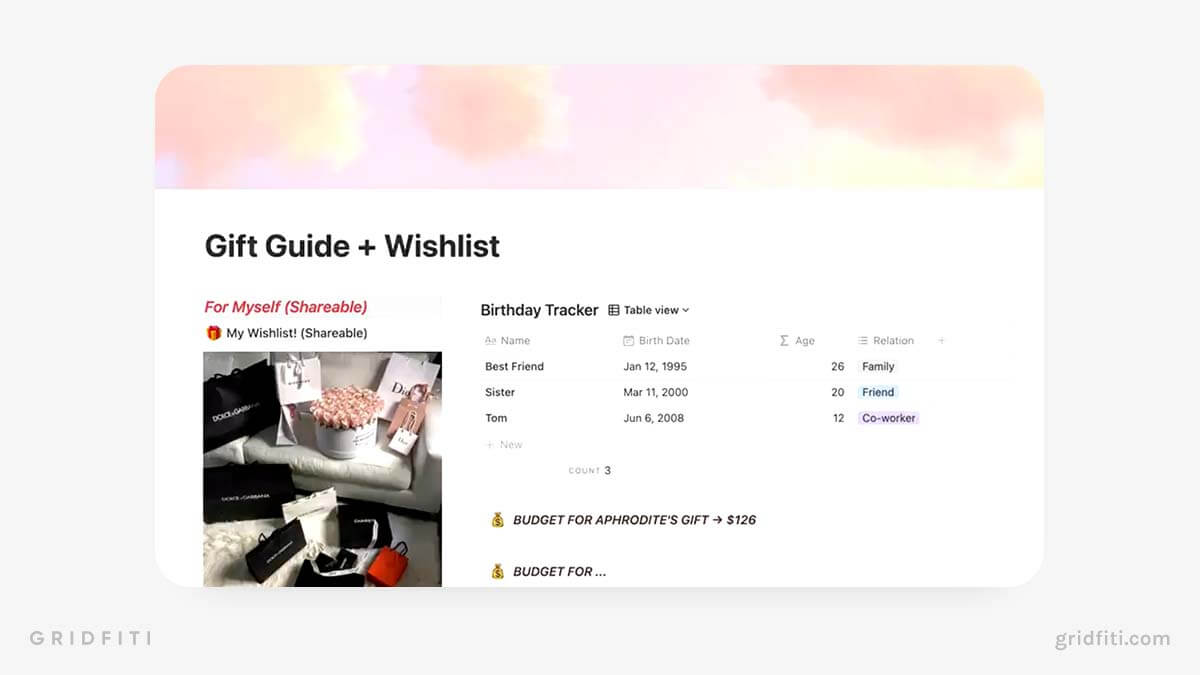 Gift Guide + Wishlist
For Myself (Shareable)
My Wishlist! (Shareable)
DOLCE & GABBANA
Dior
Dior
DOLCE & GABBANA
Birthday Tracker Table view
Aa Name Birth Date Σ Age Relation +
Best Friend Jan 12, 1995 26 Family
Sister Mar 11, 2000 20 Friend
Tom Jun 6, 2008 12 Co-worker
+ New
COUNT 3
BUDGET FOR APHRODITE'S GIFT → $126
BUDGET FOR ...
GRIDFITI
gridfiti.com